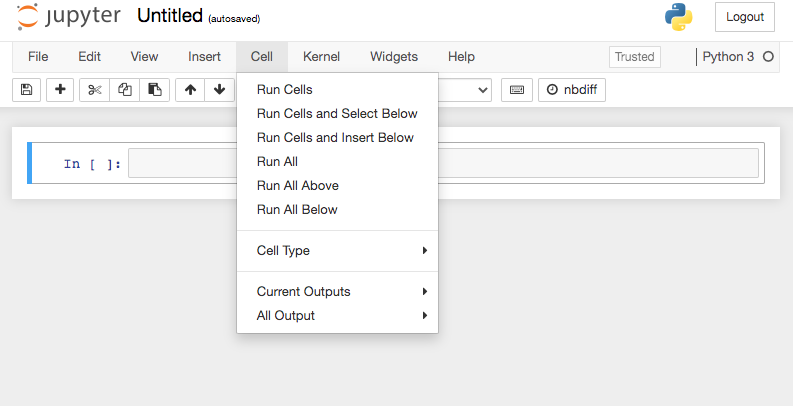 jupyter Untitled (autosaved) Logout
File Edit View Insert Cell Kernel Widgets Help Trusted Python 3
nbdiff
Run Cells
Run Cells and Select Below
Run Cells and Insert Below
In [ ]:
Run All
Run All Above
Run All Below
Cell Type
Current Outputs
All Output